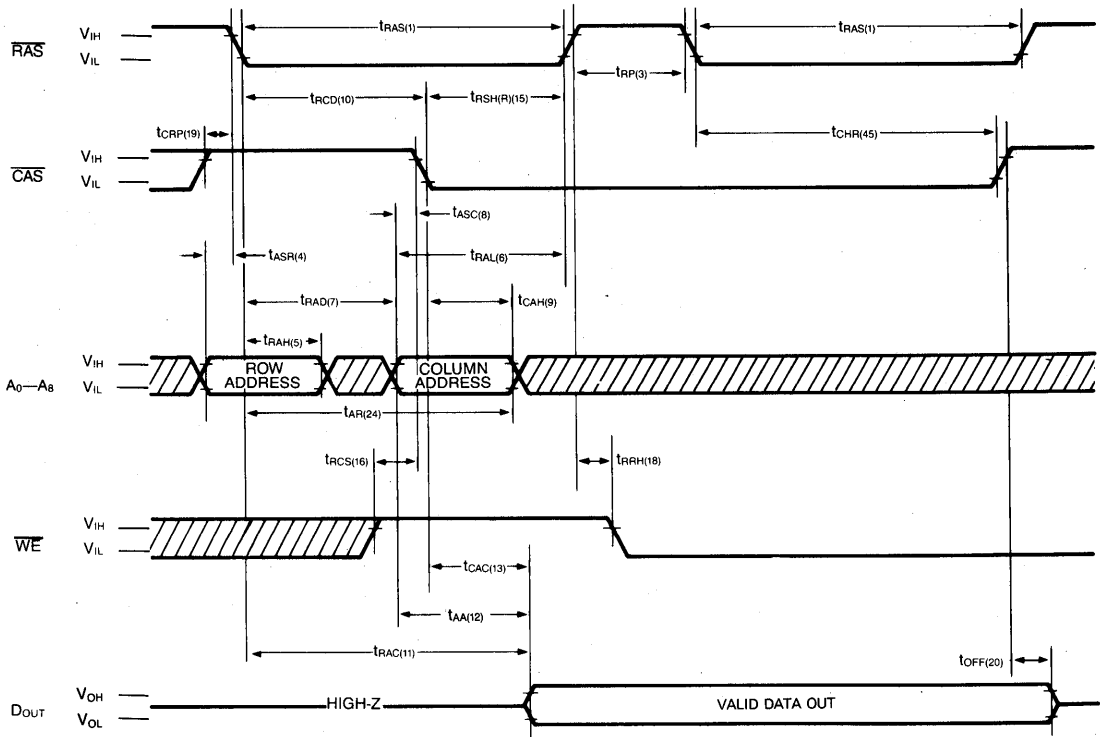 tRAS(1) tRAS(1)
RAS VIH
VIL
tRP(3)
tRCD(10) tRSH(R)(15)
tCRP(19) tCHR(45)
CAS VIH
VIL
tASC(8)
tASR(4) tRAL(6)
tRAD(7) tCAH(9)
tRAH(5)
A0—A8 VIH
VIL
ROW ADDRESS COLUMN ADDRESS
tAR(24)
tRCS(16) tRRH(18)
WE VIH
VIL
tCAC(13)
tAA(12)
tRAC(11) tOFF(20)
DOUT VOH
VOL
HIGH-Z VALID DATA OUT